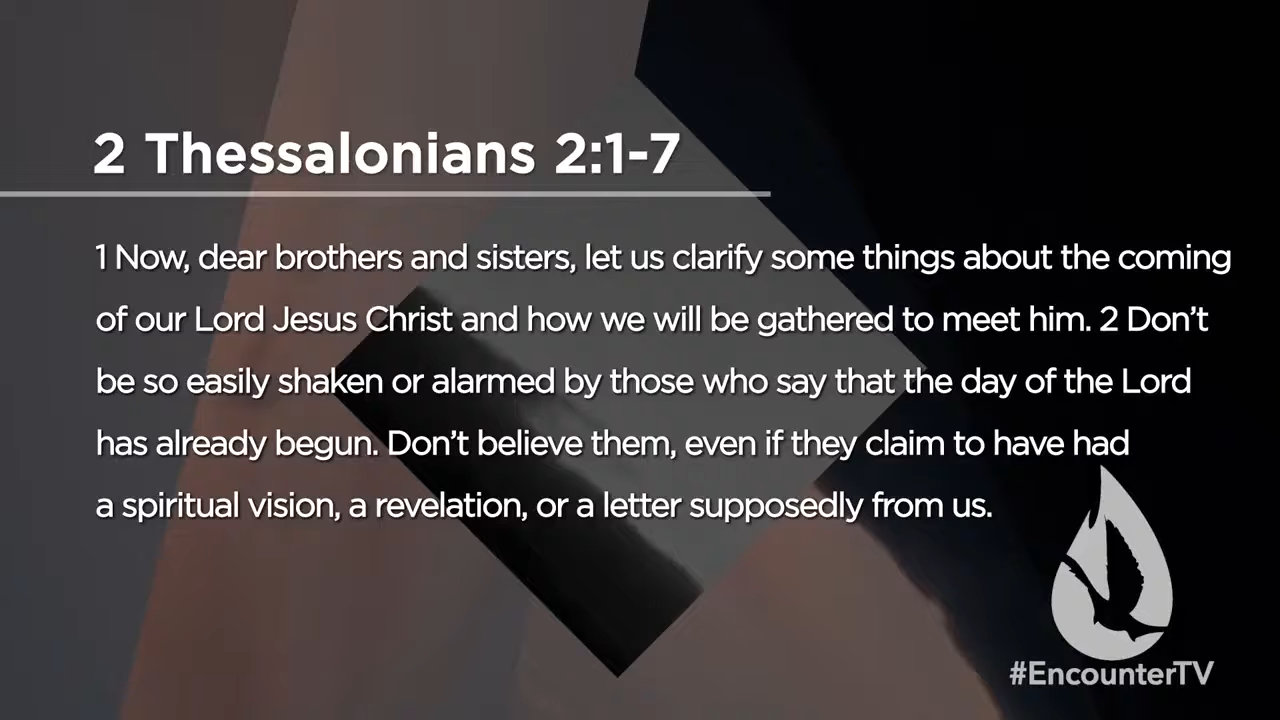 2 Thessalonians 2:1-7
1 Now, dear brothers and sisters, let us clarify some things about the coming
of our Lord Jesus Christ and how we will be gathered to meet him. 2 Don’t
be so easily shaken or alarmed by those who say that the day of the Lord
has already begun. Don’t believe them, even if they claim to have had
a spiritual vision, a revelation, or a letter supposedly from us.
#EncounterTV